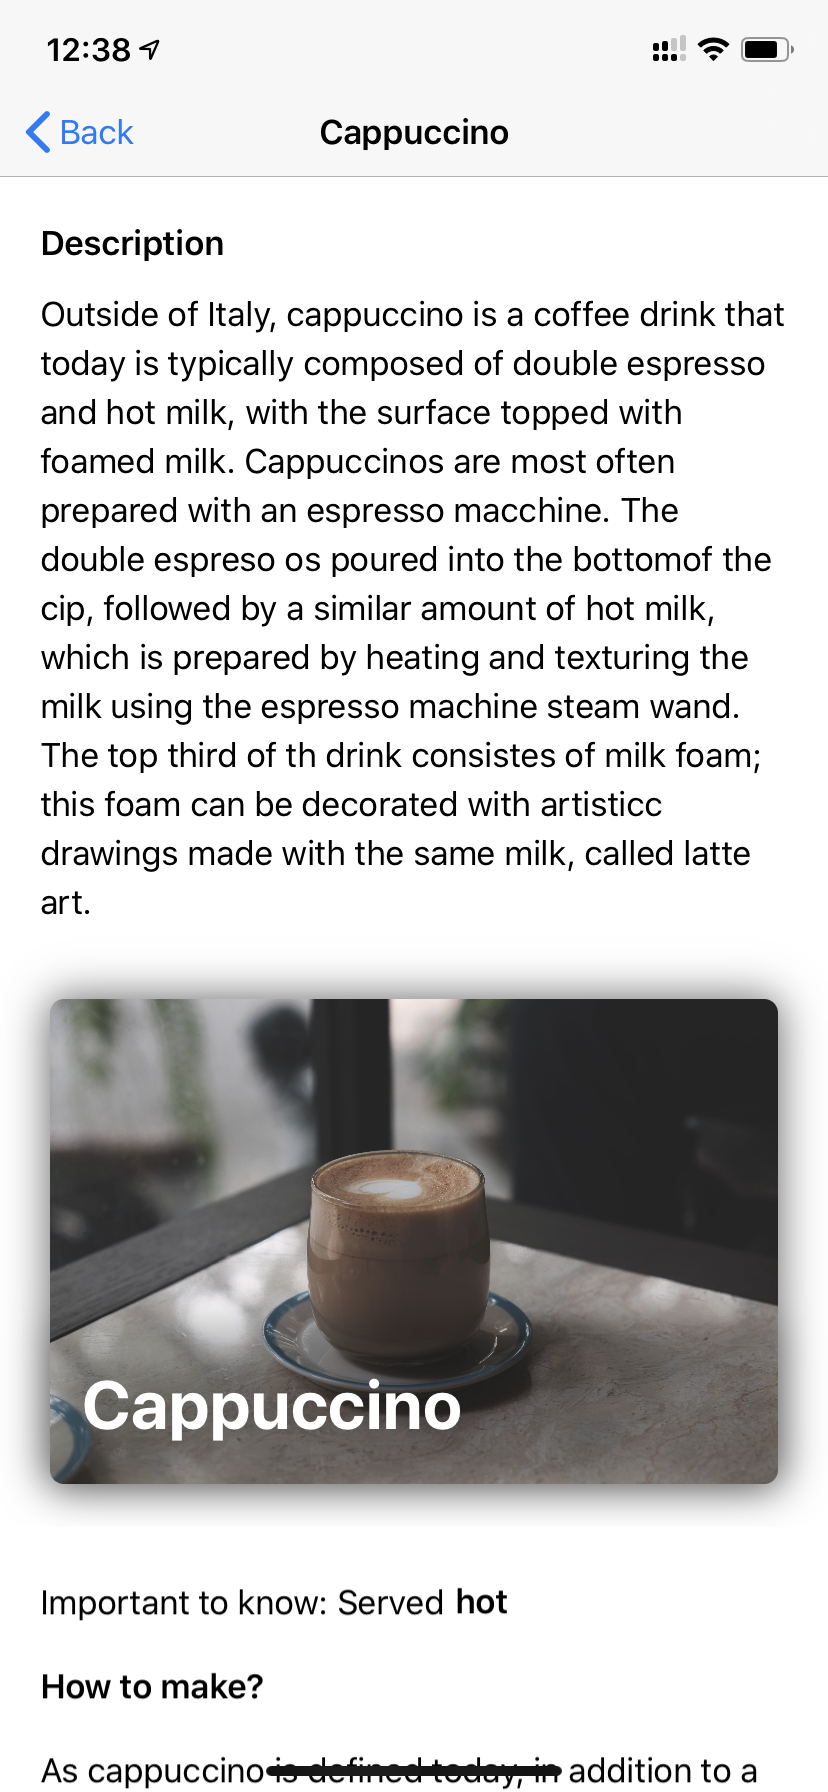 12:38
Back
Cappuccino
Description
Outside of Italy, cappuccino is a coffee drink that
today is typically composed of double espresso
and hot milk, with the surface topped with
foamed milk. Cappuccinos are most often
prepared with an espresso macchine. The
double espreso os poured into the bottomof the
cip, followed by a similar amount of hot milk,
which is prepared by heating and texturing the
milk using the espresso machine steam wand.
The top third of th drink consistes of milk foam;
this foam can be decorated with artisticc
drawings made with the same milk, called latte
art.
Cappuccino
Important to know: Served hot
How to make?
As cappuccino is defined today, in addition to a